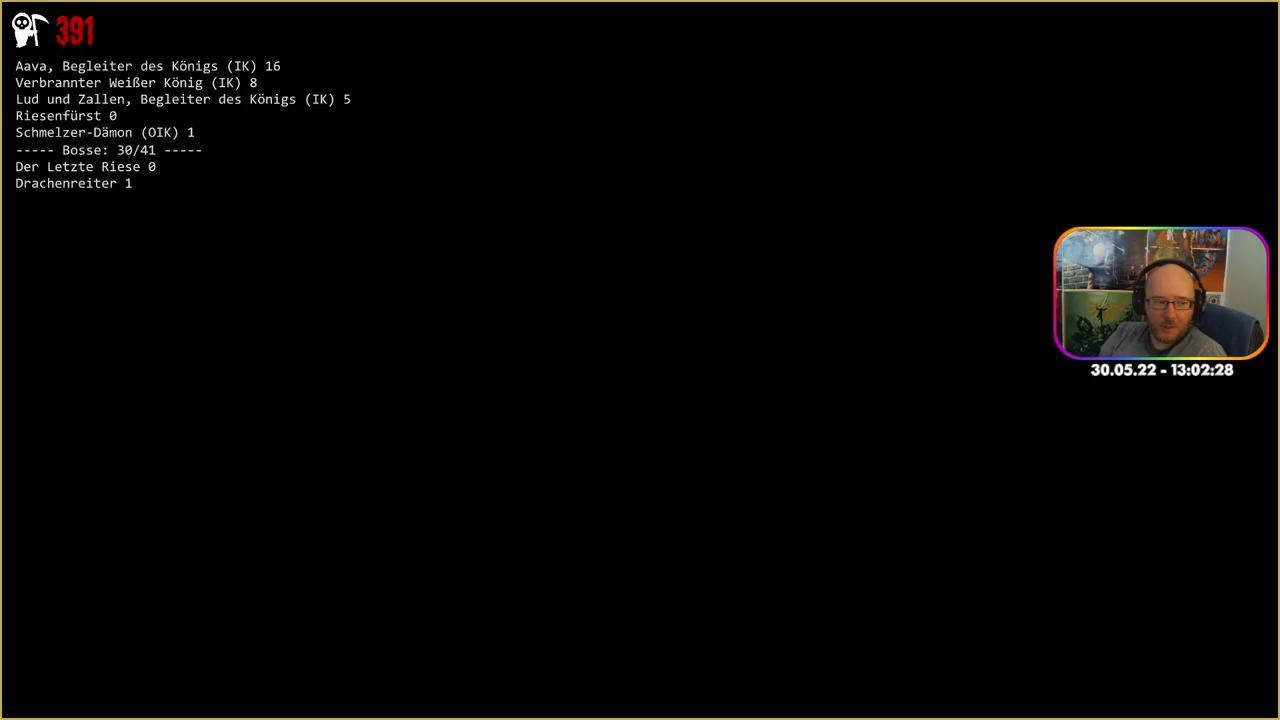 391
Aava, Begleiter des Königs (IK) 16
Verbrannter Weißer König (IK) 8
Lud und Zallen, Begleiter des Königs (IK) 5
Riesenfürst 0
Schmelzer-Dämon (OIK) 1
----- Bosse: 30/41 -----
Der Letzte Riese 0
Drachenreiter 1
30.05.22 - 13:02:28